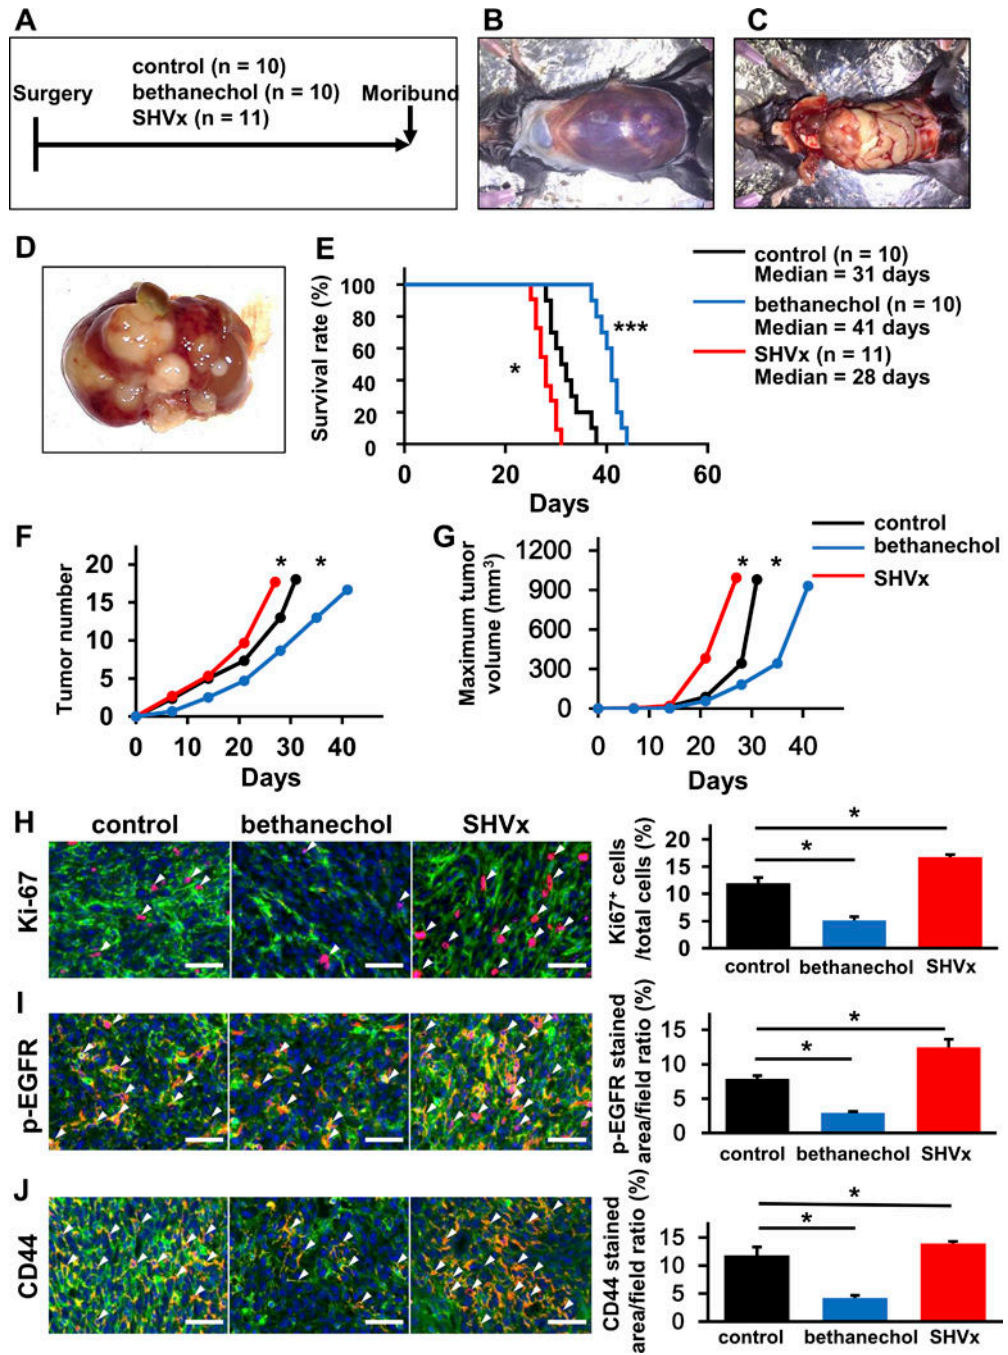 A
control (n = 10)
bethanechol (n = 10)
SHVx (n = 11)
Surgery
Moribund
B
C
D
E
Survival rate (%)
100
80
60
40
20
0
0
20
40
60
Days
*
***
control (n = 10)
Median = 31 days
bethanechol (n = 10)
Median = 41 days
SHVx (n = 11)
Median = 28 days
F
Tumor number
20
15
10
5
0
0
10
20
30
40
Days
*
*
G
Maximum tumor
volume (mm³)
1200
900
600
300
0
0
10
20
30
40
Days
*
*
control
bethanechol
SHVx
H
control
bethanechol
SHVx
Ki-67
Ki67⁺ cells
/total cells (%)
20
15
10
5
0
*
*
control
bethanechol
SHVx
I
p-EGFR
p-EGFR stained
area/field ratio (%)
15
10
5
0
*
*
control
bethanechol
SHVx
J
CD44
CD44 stained
area/field ratio (%)
15
10
5
0
*
*
control
bethanechol
SHVx